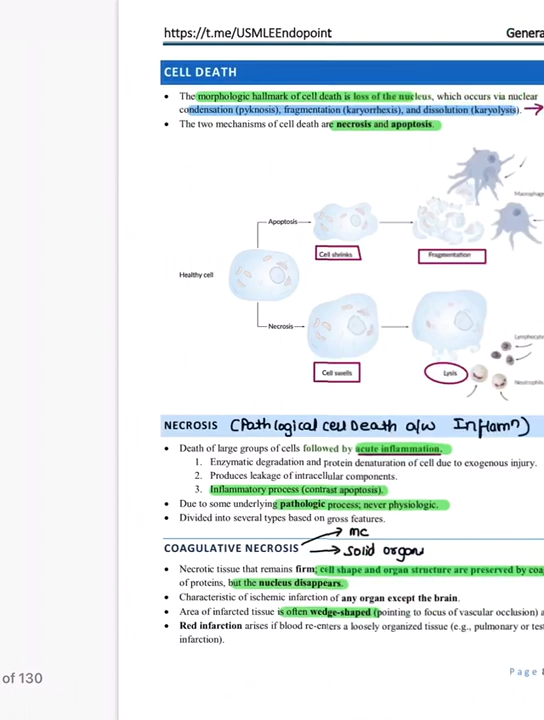 https://t.me/USMLEEndopoint
Genera
CELL DEATH
• The morphologic hallmark of cell death is loss of the nucleus, which occurs via nuclear
condensation (pyknosis), fragmentation (karyorrhexis), and dissolution (karyolysis).
• The two mechanisms of cell death are necrosis and apoptosis.
Macrophage
Apoptosis
Cell shrinks
Fragmentation
Healthy cell
Necrosis
Lymphocyte
Cell swells
Lysis
Neutrophils
NECROSIS (Pathological cell Death a/w Inflamⁿ)
• Death of large groups of cells followed by acute inflammation.
1. Enzymatic degradation and protein denaturation of cell due to exogenous injury.
2. Produces leakage of intracellular components.
3. Inflammatory process (contrast apoptosis).
• Due to some underlying pathologic process; never physiologic.
• Divided into several types based on gross features.
→ mc
COAGULATIVE NECROSIS → solid organ
• Necrotic tissue that remains firm; cell shape and organ structure are preserved by coa
of proteins, but the nucleus disappears.
• Characteristic of ischemic infarction of any organ except the brain.
• Area of infarcted tissue is often wedge-shaped (pointing to focus of vascular occlusion) a
• Red infarction arises if blood re-enters a loosely organized tissue (e.g., pulmonary or tes
infarction).
of 130
Page